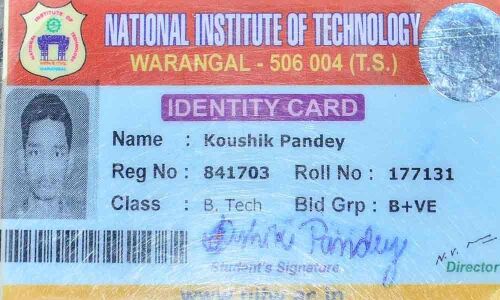 NATIONAL INSTITUTE OF TECHNOLOGY
WARANGAL - 506 004 (T.S.)
IDENTITY CARD
Name : Koushik Pandey
Reg No : 841703 Roll No : 177131
Class : B. Tech Bld Grp : B+VE
Pandey
Student's Signature
N.V.
Director